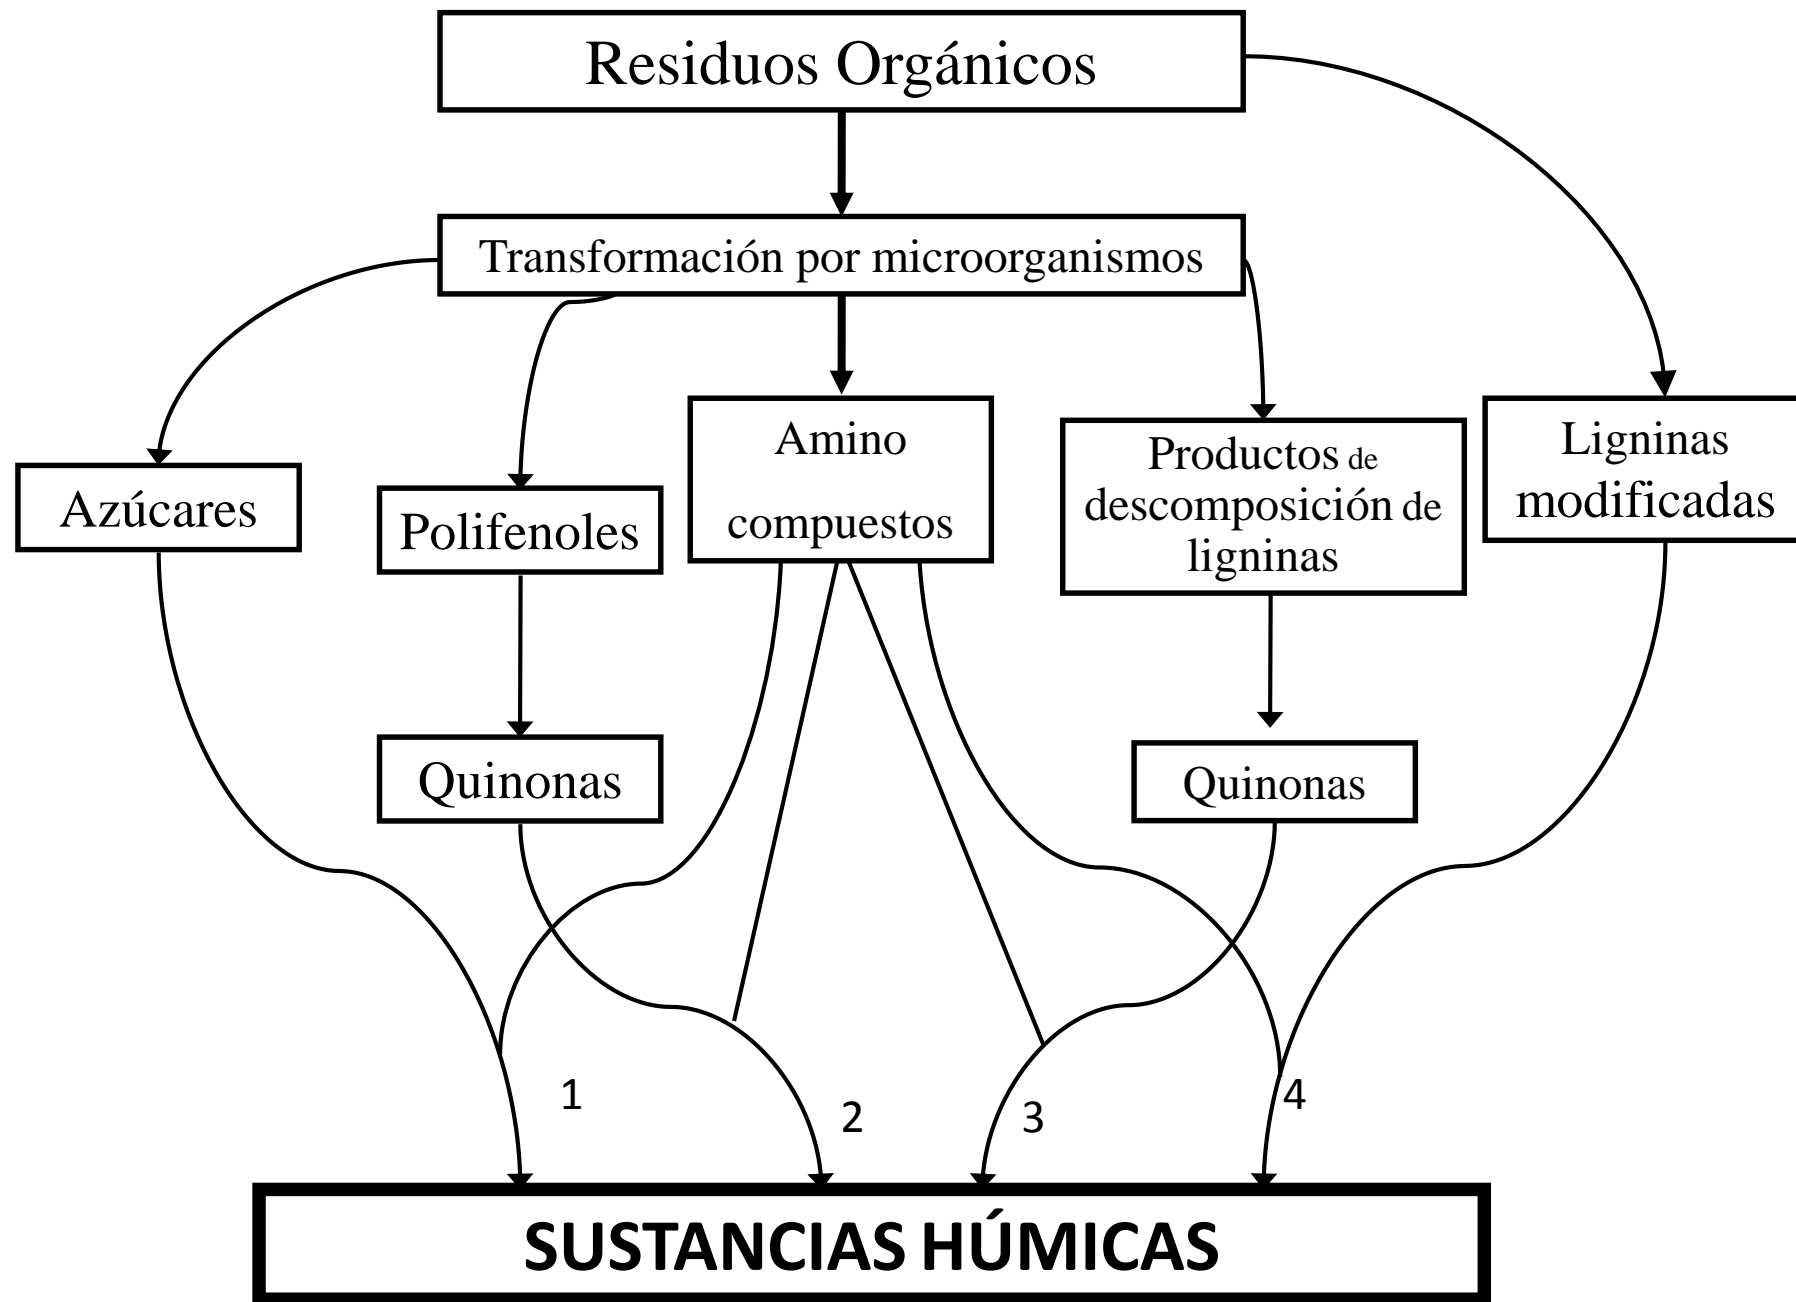 Residuos Orgánicos
Transformación por microorganismos
Azúcares
Polifenoles
Amino
compuestos
Productos de
descomposición de
ligninas
Ligninas
modificadas
Quinonas
Quinonas
1
2
3
4
SUSTANCIAS HÚMICAS